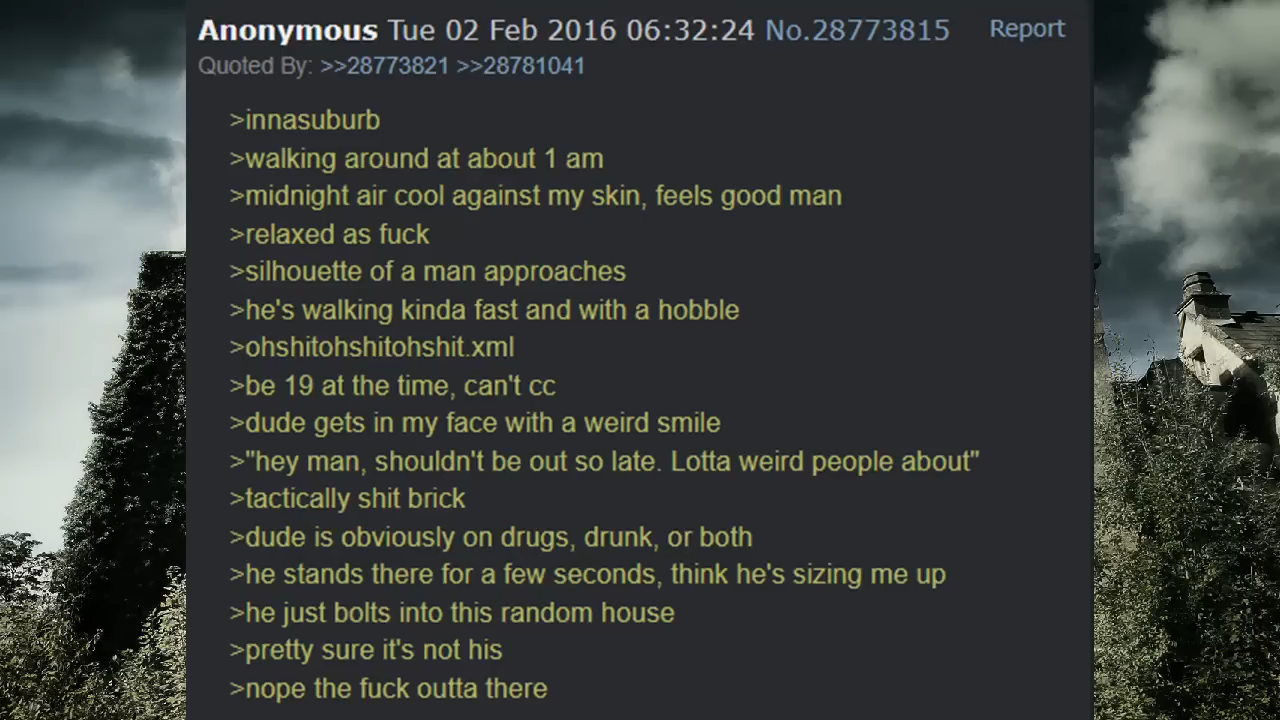 Anonymous Tue 02 Feb 2016 06:32:24 No.28773815 Report
Quoted By: >>28773821 >>28781041
>innasuburb
>walking around at about 1 am
>midnight air cool against my skin, feels good man
>relaxed as fuck
>silhouette of a man approaches
>he's walking kinda fast and with a hobble
>ohshitohshitohshit.xml
>be 19 at the time, can't cc
>dude gets in my face with a weird smile
>"hey man, shouldn't be out so late. Lotta weird people about"
>tactically shit brick
>dude is obviously on drugs, drunk, or both
>he stands there for a few seconds, think he's sizing me up
>he just bolts into this random house
>pretty sure it's not his
>nope the fuck outta there